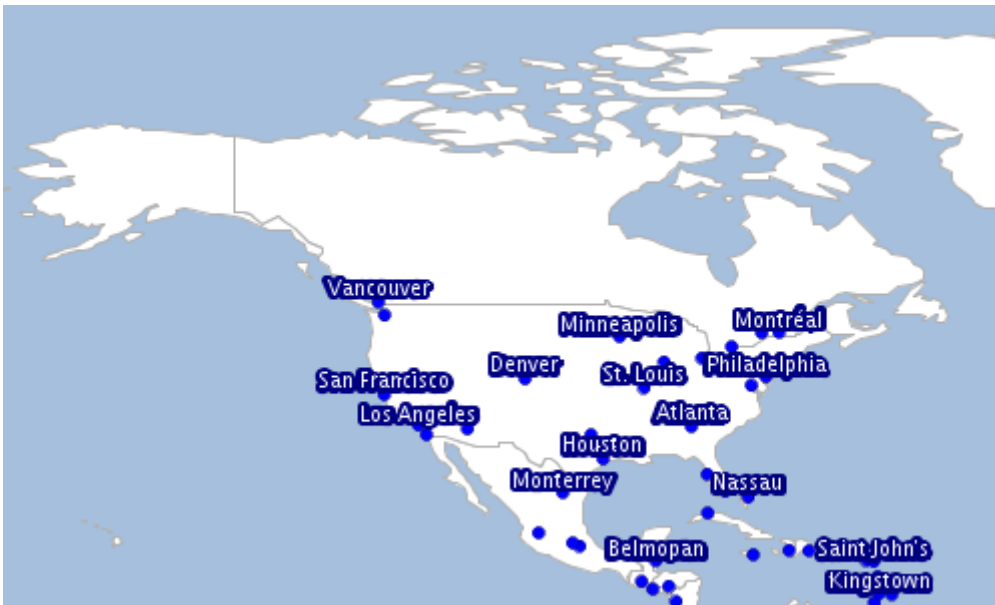 Vancouver
Minneapolis
Montréal
Denver
St. Louis
Philadelphia
San Francisco
Los Angeles
Atlanta
Houston
Monterrey
Nassau
Belmopan
Saint John's
Kingstown